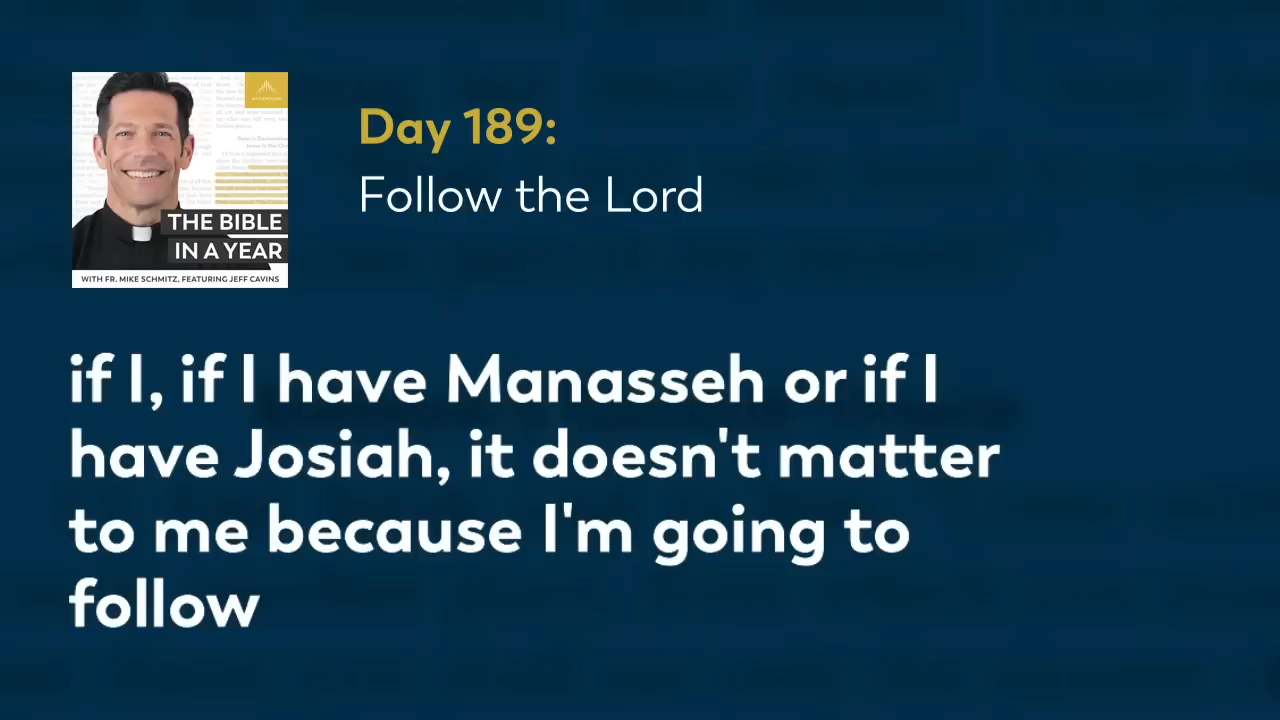 Day 189:
Follow the Lord
THE BIBLE
IN A YEAR
WITH FR. MIKE SCHMITZ, FEATURING JEFF CAVINS
if I, if I have Manasseh or if I
have Josiah, it doesn't matter
to me because I'm going to
follow